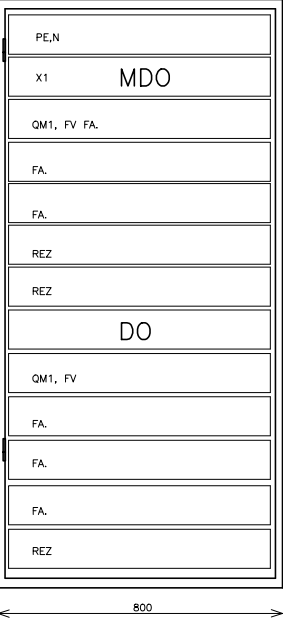 PE,N
X1 MDO
QM1, FV FA.
FA.
FA.
REZ
REZ
DO
QM1, FV
FA.
FA.
FA.
REZ
800